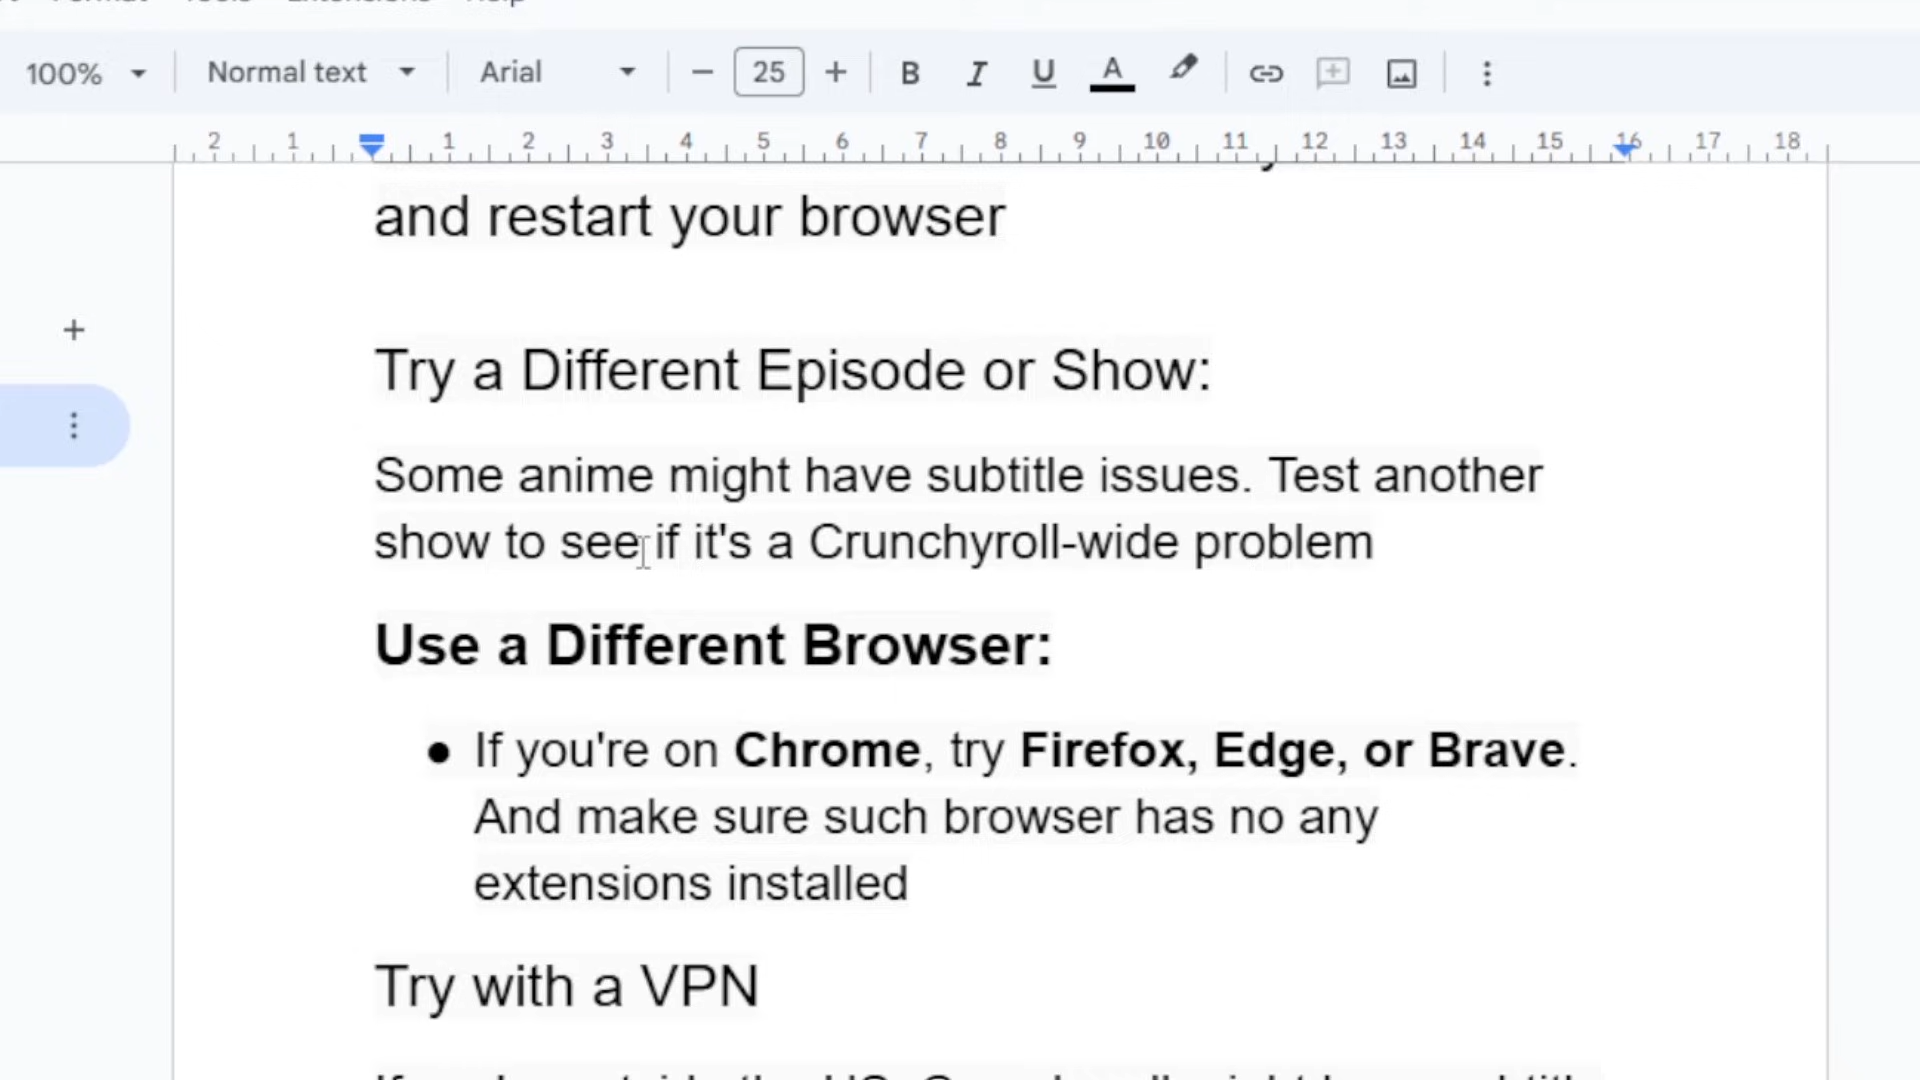 Format Tools Extensions Help
100% Normal text Arial 25 B I U A
2 1 1 2 3 4 5 6 7 8 9 10 11 12 13 14 15 16 17 18
and restart your browser
Try a Different Episode or Show:
Some anime might have subtitle issues. Test another
show to see if it's a Crunchyroll-wide problem
Use a Different Browser:
● If you're on Chrome, try Firefox, Edge, or Brave.
And make sure such browser has no any
extensions installed
Try with a VPN